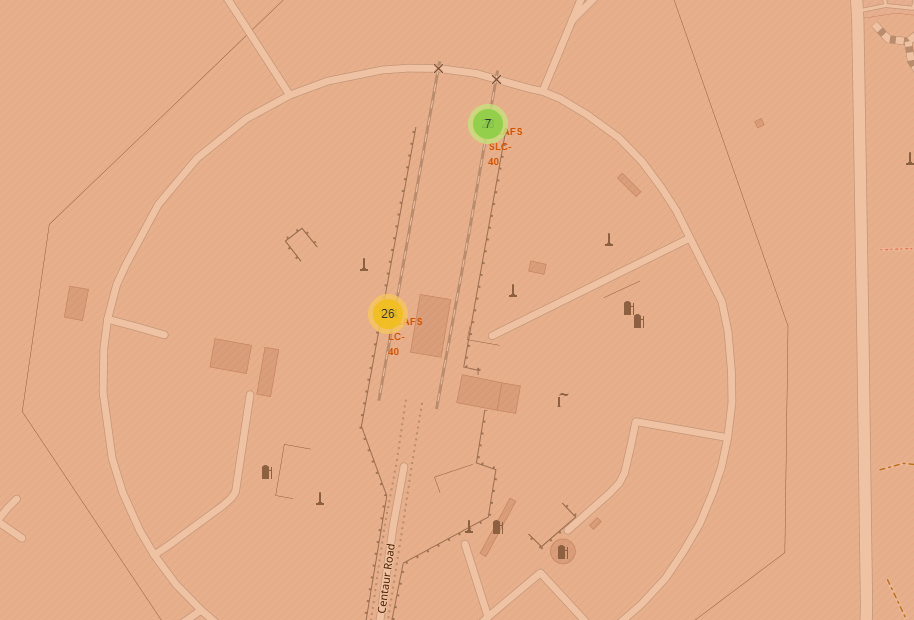 7
AFS
SLC-
40
26
AFS
LC-
40
Centaur Road